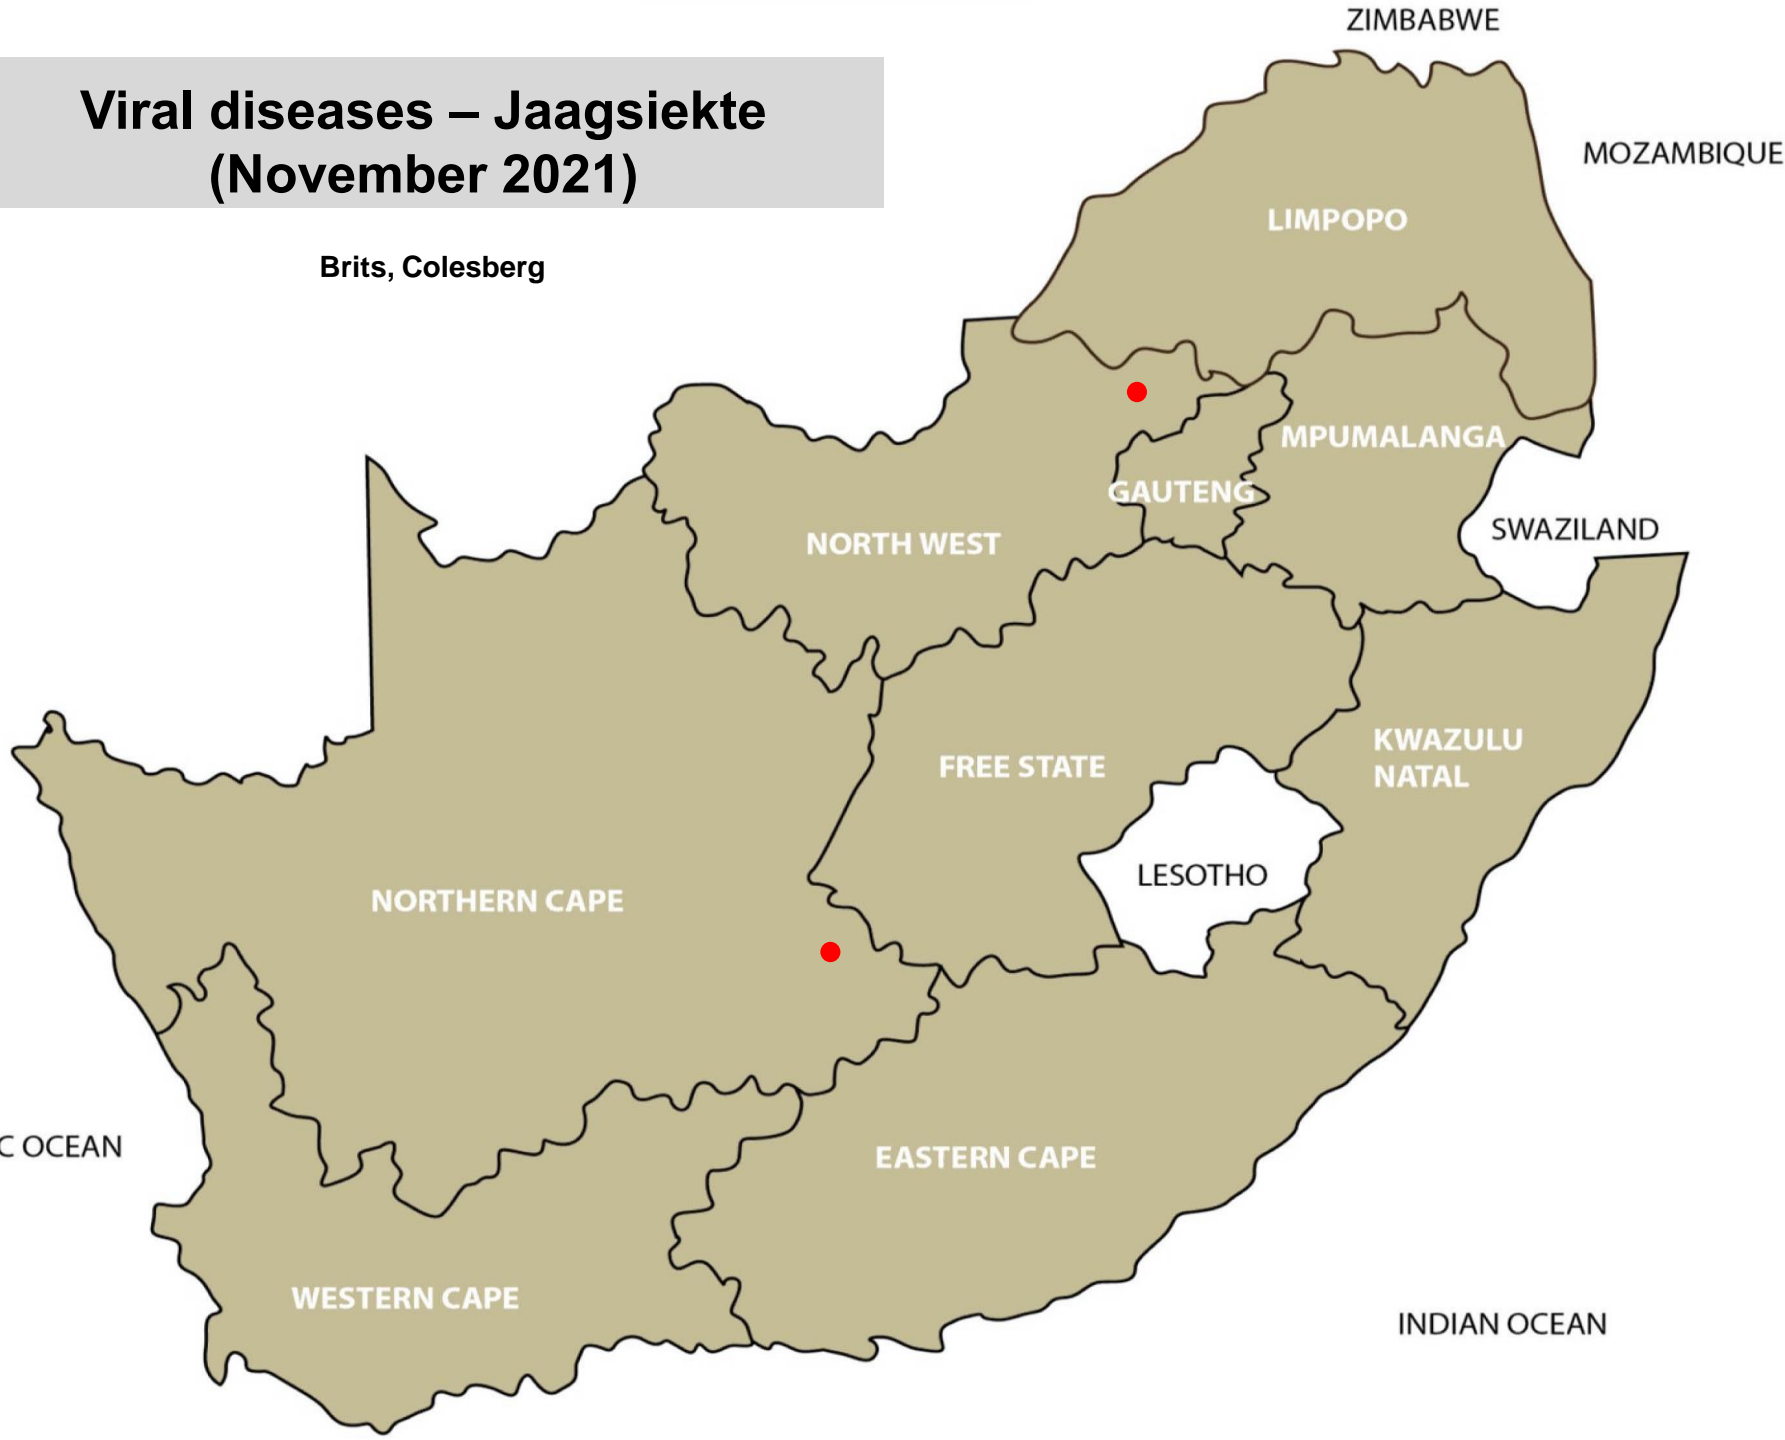 ZIMBABWE
Viral diseases – Jaagsiekte
(November 2021)
MOZAMBIQUE
LIMPOPO
Brits, Colesberg
MPUMALANGA
GAUTENG
SWAZILAND
NORTH WEST
KWAZULU
NATAL
FREE STATE
LESOTHO
NORTHERN CAPE
C OCEAN
EASTERN CAPE
WESTERN CAPE
INDIAN OCEAN